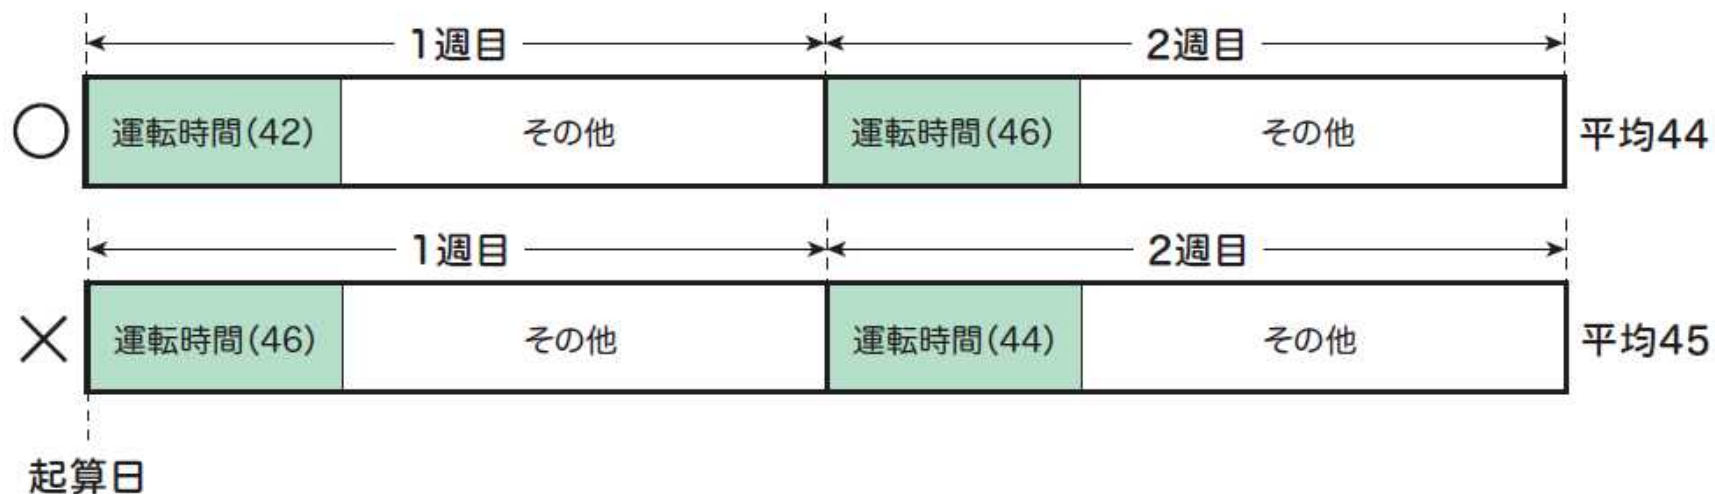 1週目 2週目
○ 運転時間(42) その他 運転時間(46) その他 平均44
1週目 2週目
× 運転時間(46) その他 運転時間(44) その他 平均45
起算日